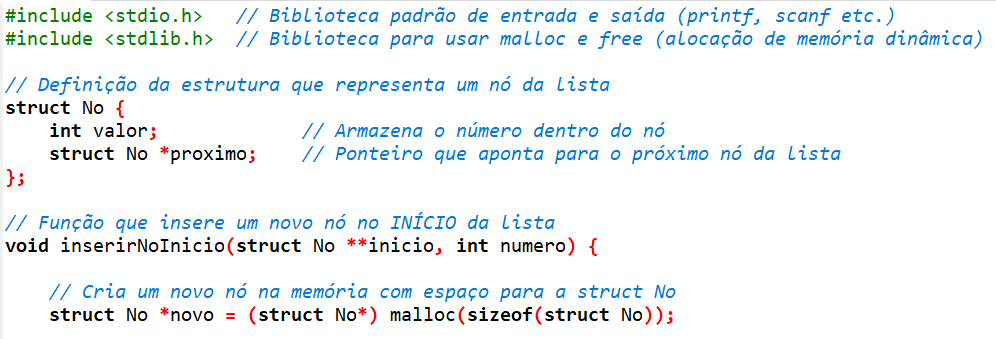 #include <stdio.h>   // Biblioteca padrão de entrada e saída (printf, scanf etc.)
#include <stdlib.h>  // Biblioteca para usar malloc e free (alocação de memória dinâmica)
// Definição da estrutura que representa um nó da lista
struct No {
    int valor;             // Armazena o número dentro do nó
    struct No *proximo;    // Ponteiro que aponta para o próximo nó da lista
};
// Função que insere um novo nó no INÍCIO da lista
void inserirNoInicio(struct No **inicio, int numero) {
    // Cria um novo nó na memória com espaço para a struct No
    struct No *novo = (struct No*) malloc(sizeof(struct No));